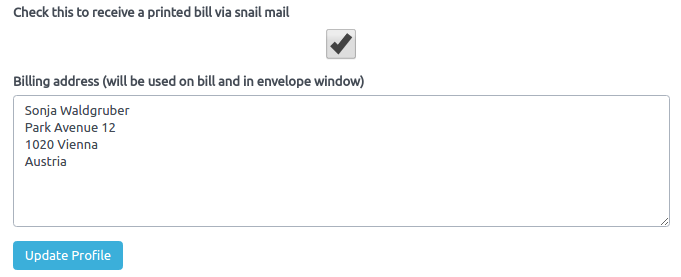 Check this to receive a printed bill via snail mail
Billing address (will be used on bill and in envelope window)
Sonja Waldgruber
Park Avenue 12
1020 Vienna
Austria
Update Profile